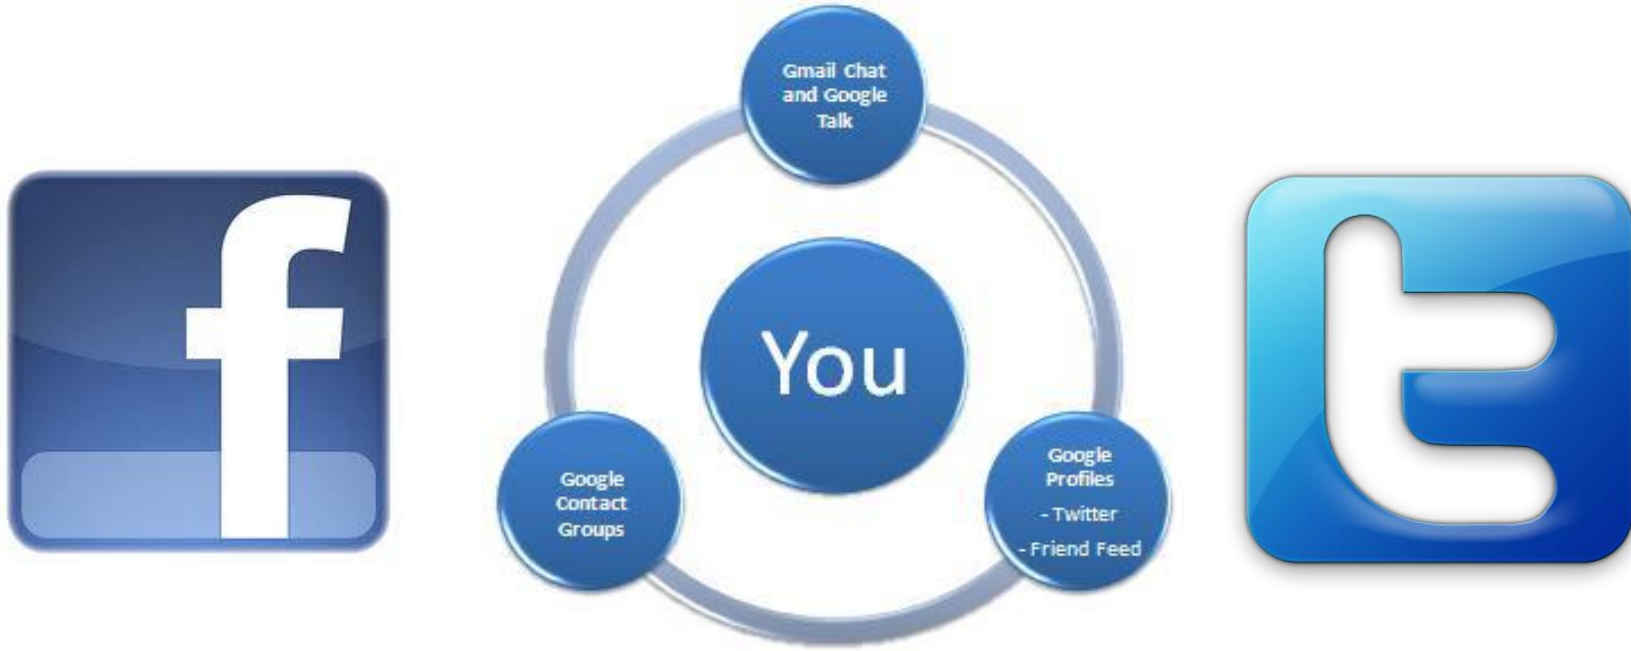 f
Gmail Chat
and Google
Talk
You
Google
Contact
Groups
Google
Profiles
- Twitter
- Friend Feed
t